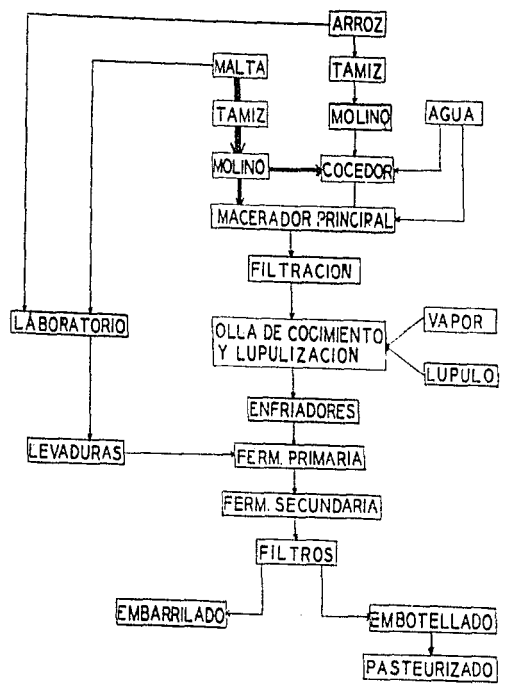 ARROZ
MALTA
TAMIZ
TAMIZ
MOLINO
AGUA
MOLINO
COCEDOR
MACERADOR PRINCIPAL
FILTRACION
LABORATORIO
OLLA DE COCIMIENTO
Y LUPULIZACION
VAPOR
LUPULO
ENFRIADORES
LEVADURAS
FERM. PRIMARIA
FERM. SECUNDARIA
FILTROS
EMBARRILADO
EMBOTELLADO
PASTEURIZADO